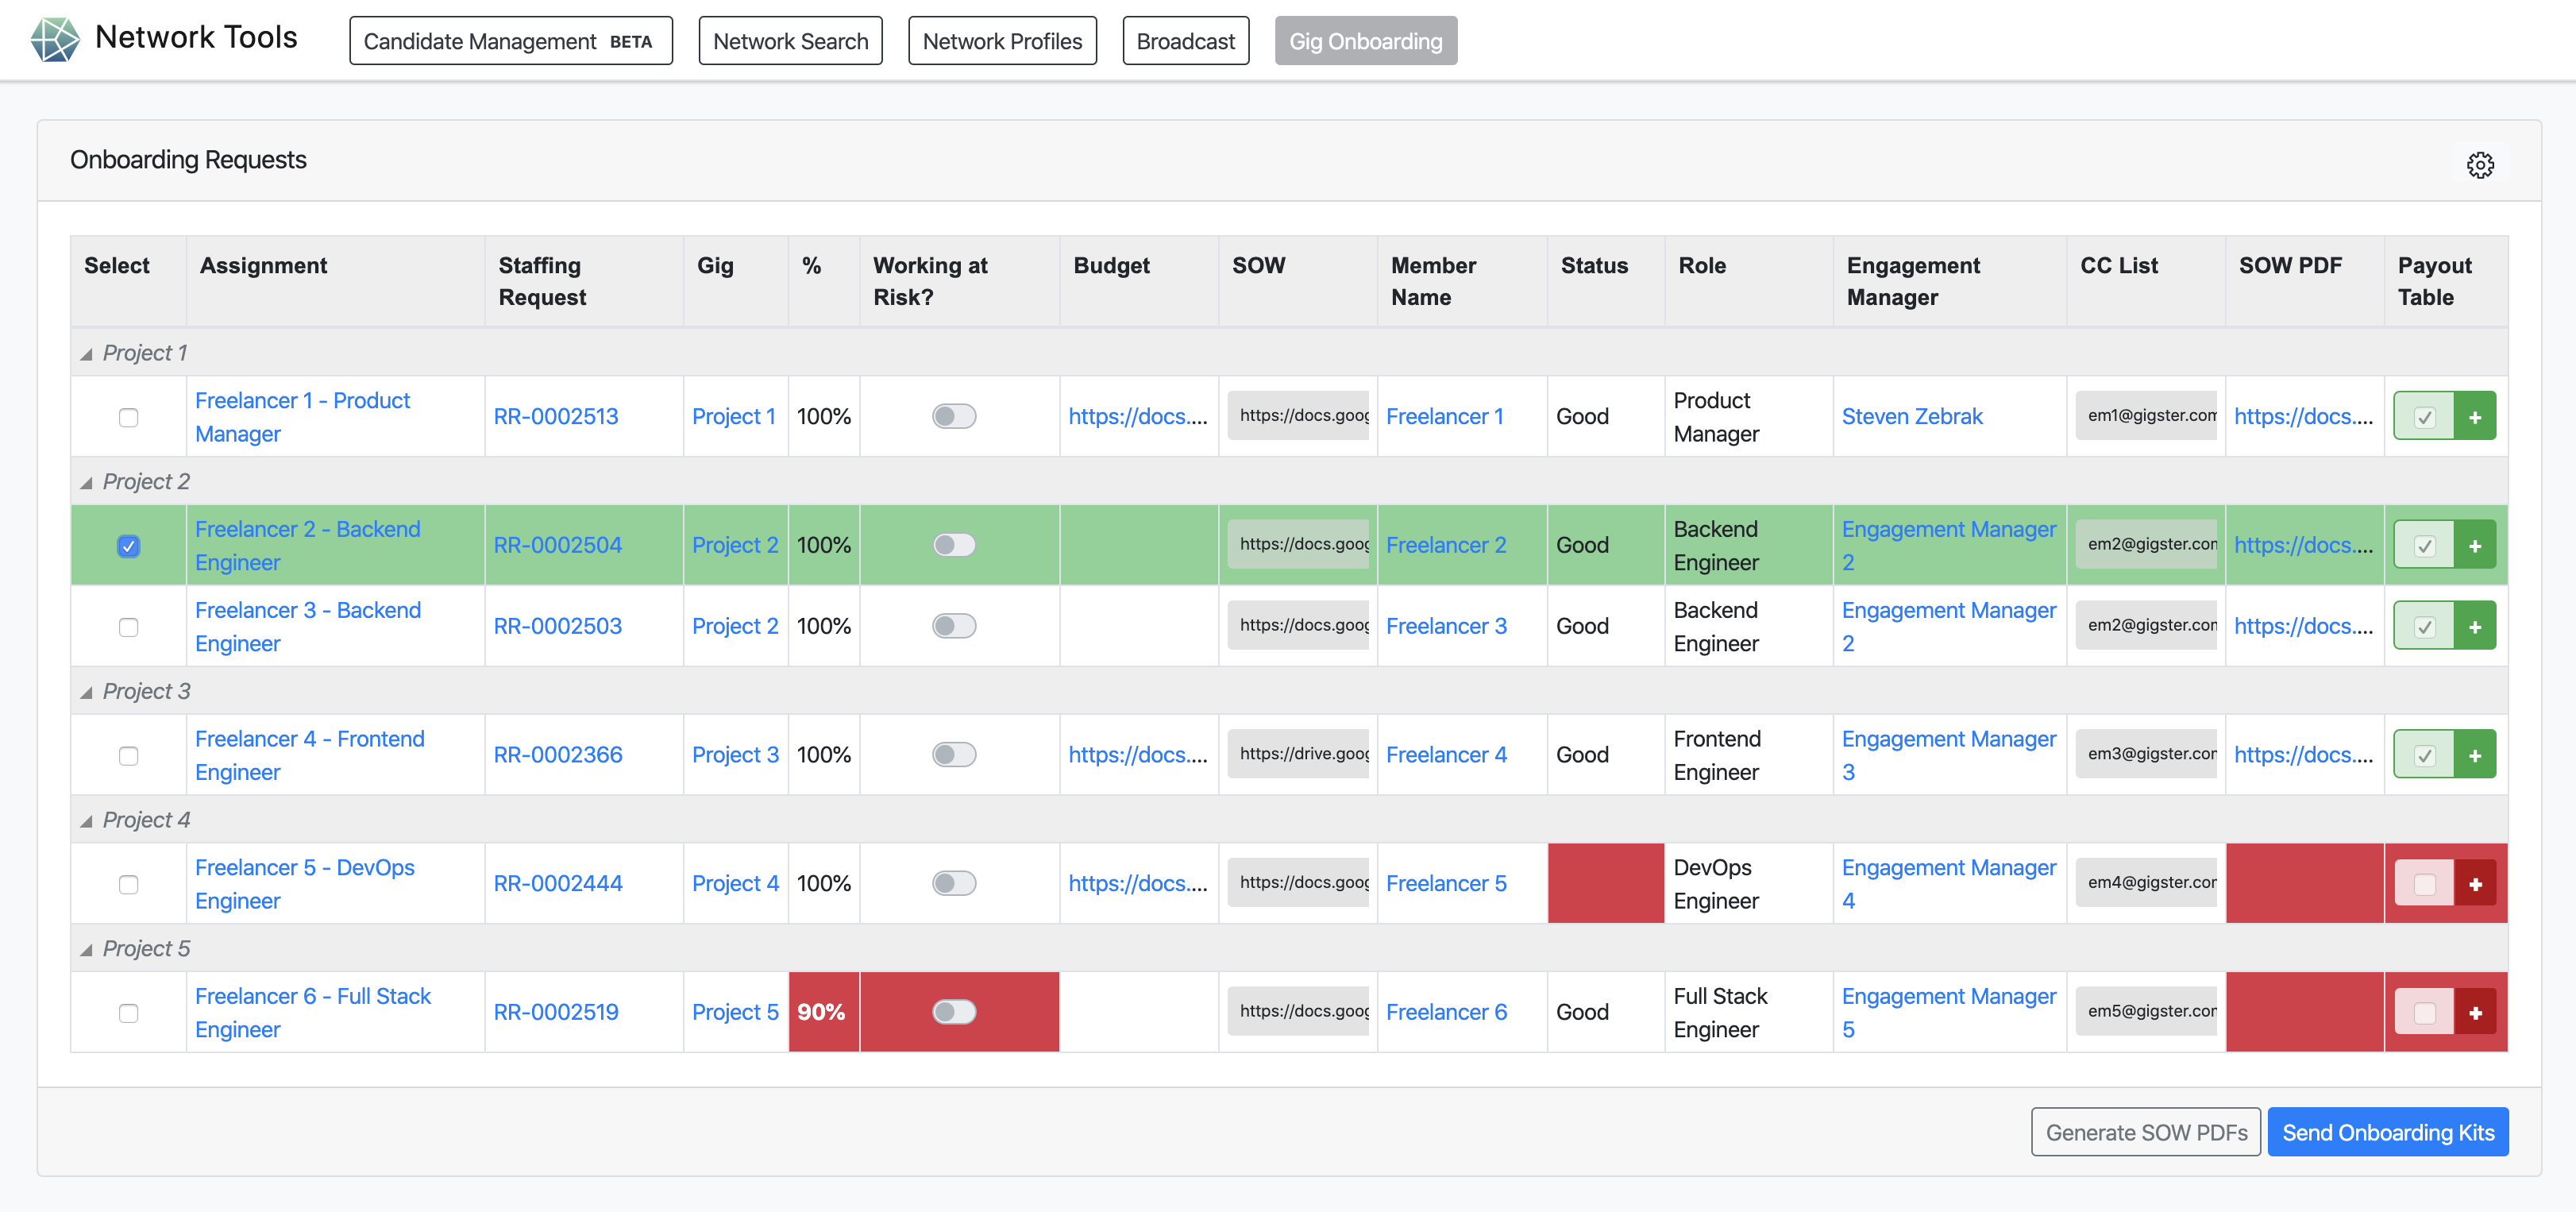 Network Tools
Candidate Management BETA
Network Search
Network Profiles
Broadcast
Gig Onboarding
Onboarding Requests
Select
Assignment
Staffing
Request
Gig
%
Working at
Risk?
Budget
SOW
Member
Name
Status
Role
Engagement
Manager
CC List
SOW PDF
Payout
Table
Project 1
Freelancer 1 - Product
Manager
RR-0002513
Project 1
100%
https://docs....
https://docs.goog
Freelancer 1
Good
Product
Manager
Steven Zebrak
em1@gigster.com
https://docs....
+
Project 2
Freelancer 2 - Backend
Engineer
RR-0002504
Project 2
100%
https://docs.goog
Freelancer 2
Good
Backend
Engineer
Engagement Manager
2
em2@gigster.com
https://docs....
+
Freelancer 3 - Backend
Engineer
RR-0002503
Project 2
100%
https://docs.goog
Freelancer 3
Good
Backend
Engineer
Engagement Manager
2
em2@gigster.com
https://docs....
+
Project 3
Freelancer 4 - Frontend
Engineer
RR-0002366
Project 3
100%
https://docs....
https://drive.goog
Freelancer 4
Good
Frontend
Engineer
Engagement Manager
3
em3@gigster.com
https://docs....
+
Project 4
Freelancer 5 - DevOps
Engineer
RR-0002444
Project 4
100%
https://docs....
https://docs.goog
Freelancer 5
DevOps
Engineer
Engagement Manager
4
em4@gigster.com
+
Project 5
Freelancer 6 - Full Stack
Engineer
RR-0002519
Project 5
90%
https://docs.goog
Freelancer 6
Good
Full Stack
Engineer
Engagement Manager
5
em5@gigster.com
+
Generate SOW PDFs
Send Onboarding Kits